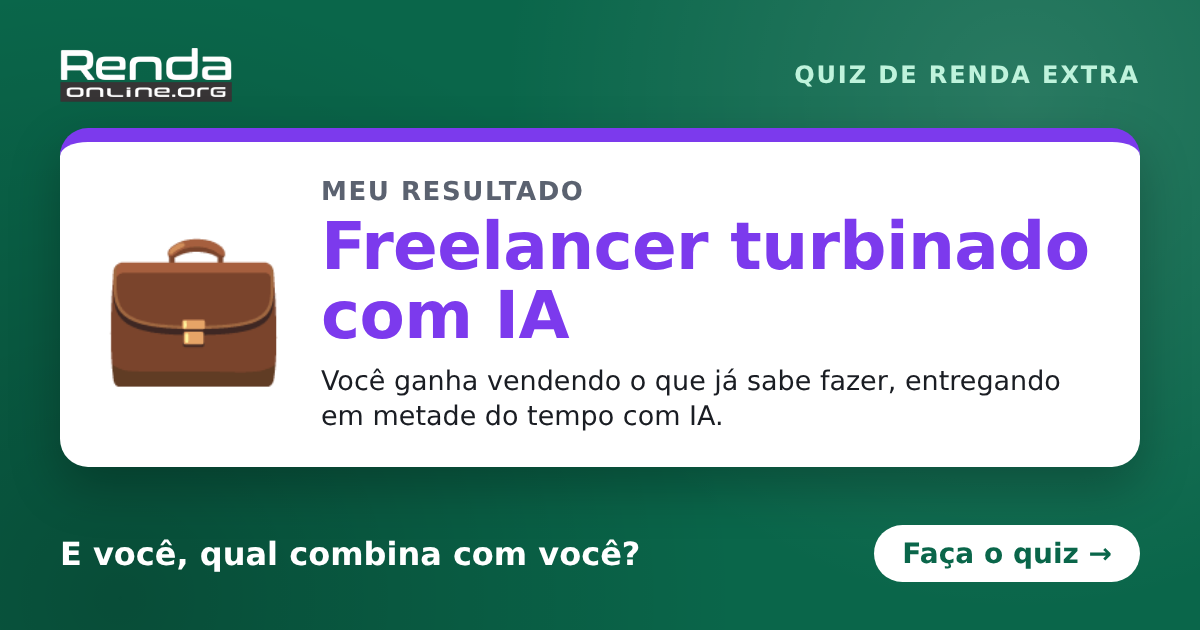 Renda
online.org
QUIZ DE RENDA EXTRA
MEU RESULTADO
Freelancer turbinado
com IA
Você ganha vendendo o que já sabe fazer, entregando
em metade do tempo com IA.
E você, qual combina com você?
Faça o quiz →